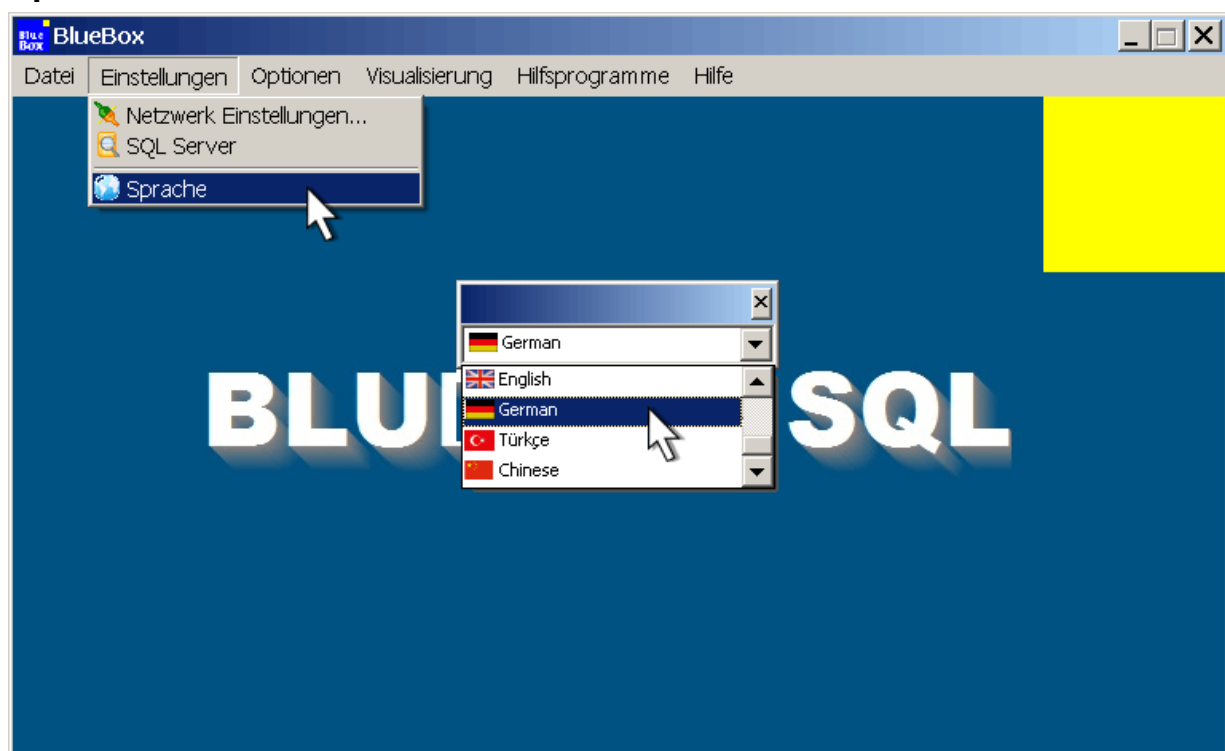 Blue
Box
BlueBox
Datei Einstellungen Optionen Visualisierung Hilfsprogramme Hilfe
Netzwerk Einstellungen...
SQL Server
Sprache
German
English
German
Türkçe
Chinese
SQL